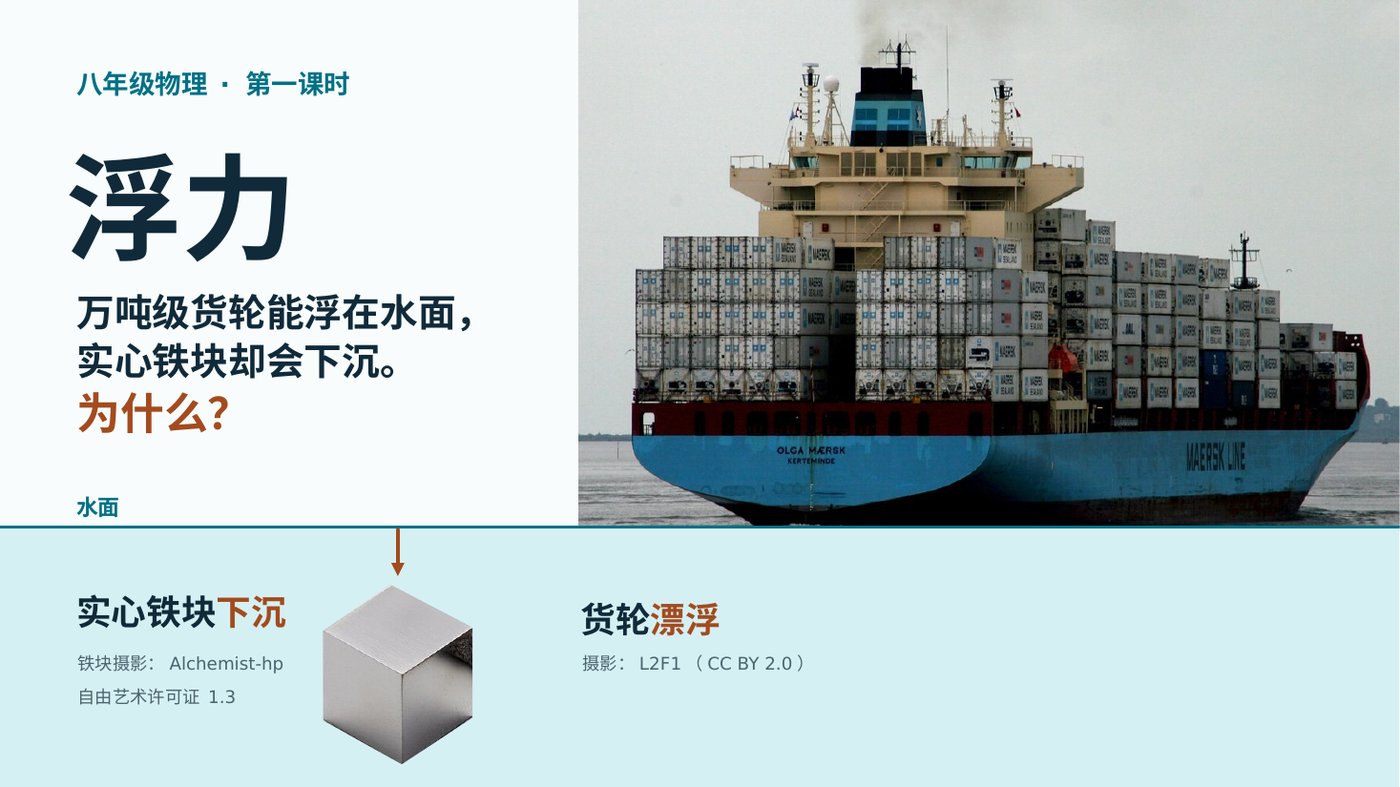 八年级物理 · 第一课时
浮力
万吨级货轮能浮在水面，
实心铁块却会下沉。
为什么？
OLGA MÆRSK
KERTEMINDE
MAERSK LINE
水面
实心铁块下沉
铁块摄影： Alchemist-hp
自由艺术许可证 1.3
货轮漂浮
摄影： L2F1 （ CC BY 2.0 ）